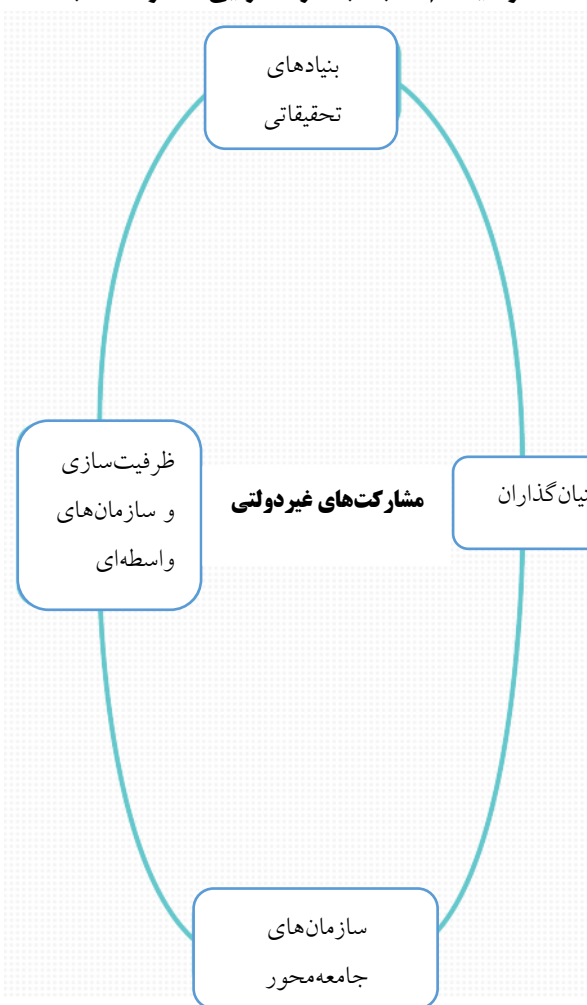 بنیادهای
تحقیقاتی
ظرفیت‌سازی
و سازمان‌های
واسطه‌ای
مشارکت‌های غیردولتی
سازمان‌های
جامعه‌محور